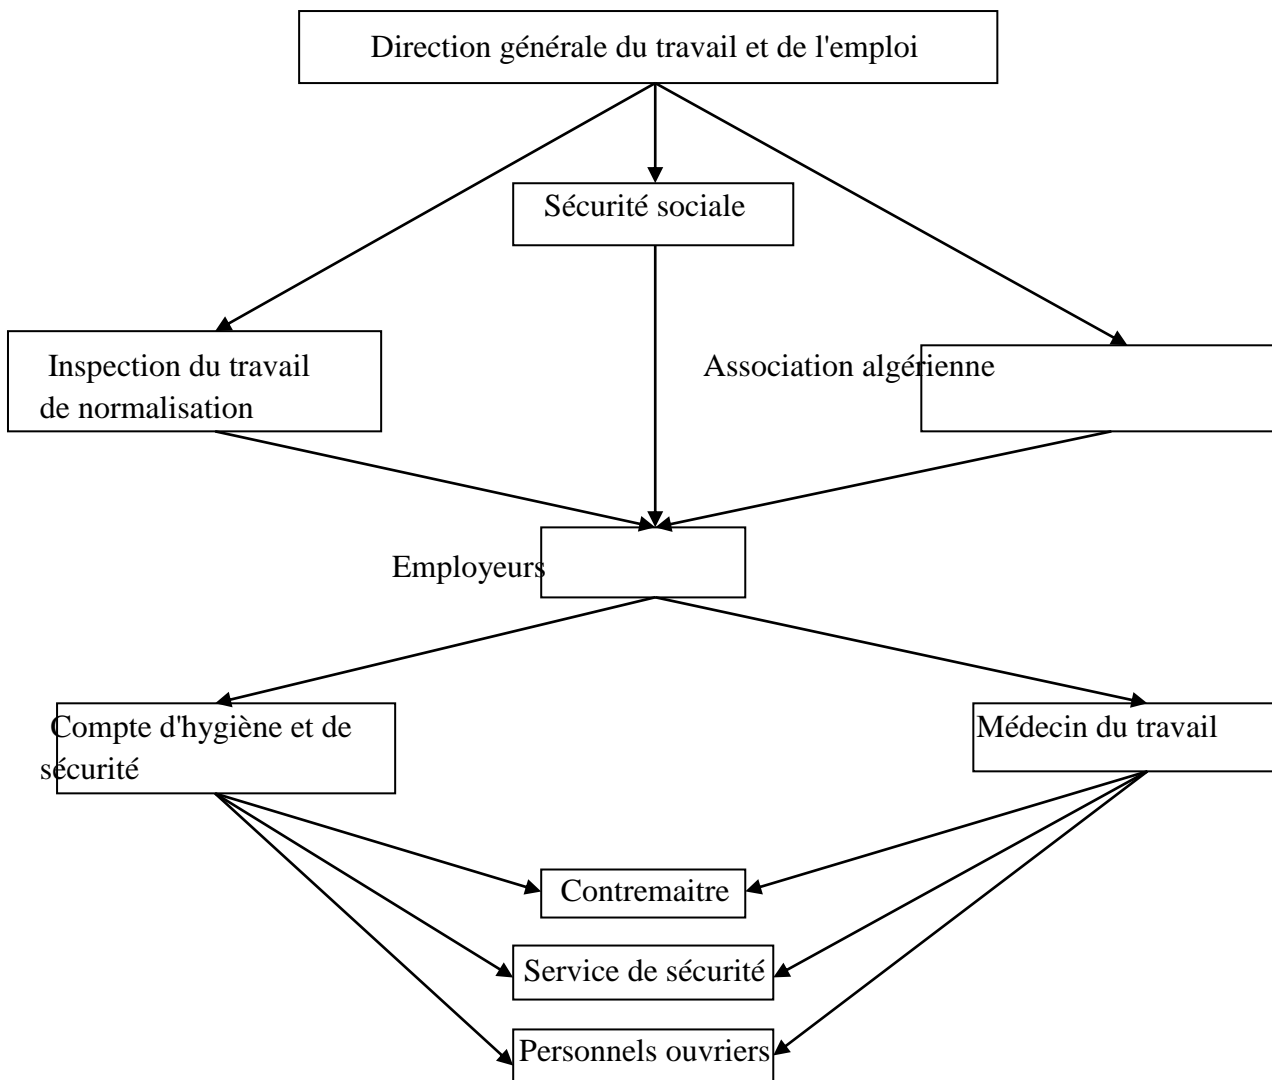 Direction générale du travail et de l'emploi
Sécurité sociale
Inspection du travail
Association algérienne
de normalisation
Employeurs
Compte d'hygiène et de
sécurité
Médecin du travail
Contremaitre
Service de sécurité
Personnels ouvriers